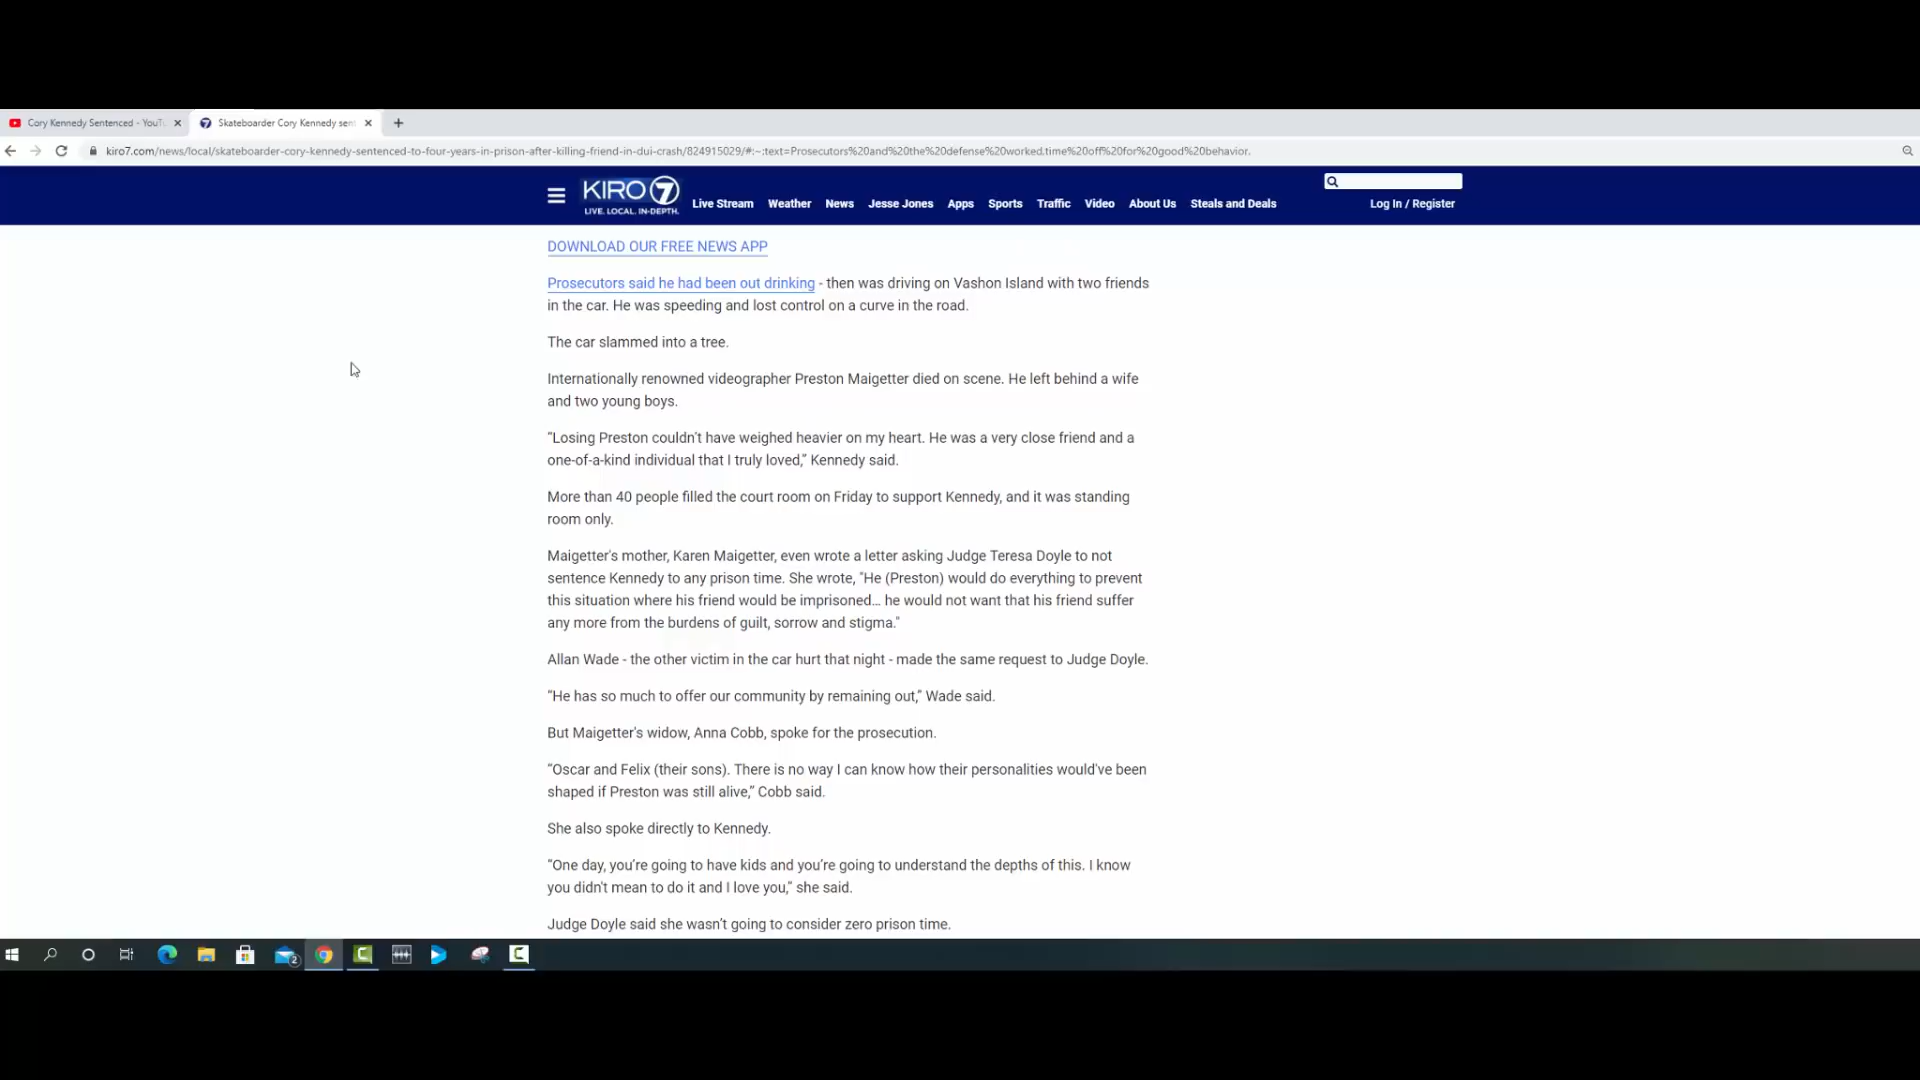 Cory Kennedy Sentenced - YouTu
Skateboarder Cory Kennedy sent
kiro7.com/news/local/skateboarder-cory-kennedy-sentenced-to-four-years-in-prison-after-killing-friend-in-dui-crash/824915029/#:~:text=Prosecutors%20and%20the%20defense%20worked,time%20off%20for%20good%20behavior.
KIRO 7
LIVE. LOCAL. IN-DEPTH.
Live Stream Weather News Jesse Jones Apps Sports Traffic Video About Us Steals and Deals
Log In / Register
DOWNLOAD OUR FREE NEWS APP
Prosecutors said he had been out drinking - then was driving on Vashon Island with two friends
in the car. He was speeding and lost control on a curve in the road.
The car slammed into a tree.
Internationally renowned videographer Preston Maigetter died on scene. He left behind a wife
and two young boys.
“Losing Preston couldn’t have weighed heavier on my heart. He was a very close friend and a
one-of-a-kind individual that I truly loved,” Kennedy said.
More than 40 people filled the court room on Friday to support Kennedy, and it was standing
room only.
Maigetter's mother, Karen Maigetter, even wrote a letter asking Judge Teresa Doyle to not
sentence Kennedy to any prison time. She wrote, "He (Preston) would do everything to prevent
this situation where his friend would be imprisoned… he would not want that his friend suffer
any more from the burdens of guilt, sorrow and stigma."
Allan Wade - the other victim in the car hurt that night - made the same request to Judge Doyle.
“He has so much to offer our community by remaining out,” Wade said.
But Maigetter's widow, Anna Cobb, spoke for the prosecution.
“Oscar and Felix (their sons). There is no way I can know how their personalities would've been
shaped if Preston was still alive,” Cobb said.
She also spoke directly to Kennedy.
“One day, you’re going to have kids and you’re going to understand the depths of this. I know
you didn't mean to do it and I love you,” she said.
Judge Doyle said she wasn’t going to consider zero prison time.
2